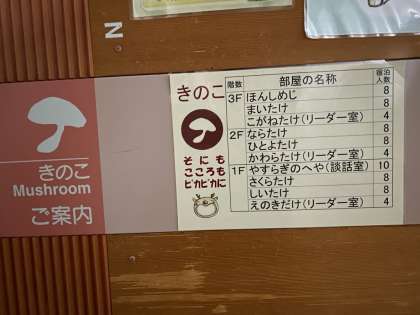 Z
きのこ
Mushroom
ご案内
きのこ
そにも
こころも
ピカピカに
階数 部屋の名称 宿泊人数
3F ほんしめじ 8
まいたけ 8
こがねたけ(リーダー室) 4
2F ならたけ 8
ひとよたけ 8
かわらたけ(リーダー室) 4
1F やすらぎのへや(談話室) 10
さくらたけ 8
しいたけ 8
えのきだけ(リーダー室) 4